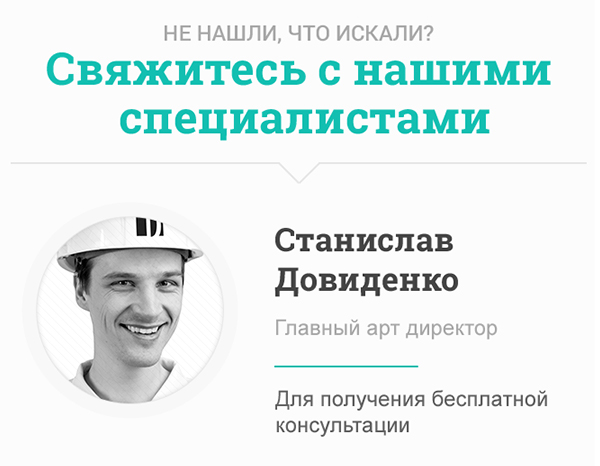 НЕ НАШЛИ, ЧТО ИСКАЛИ?
Свяжитесь с нашими
специалистами
Станислав
Довиденко
Главный арт директор
Для получения бесплатной
консультации